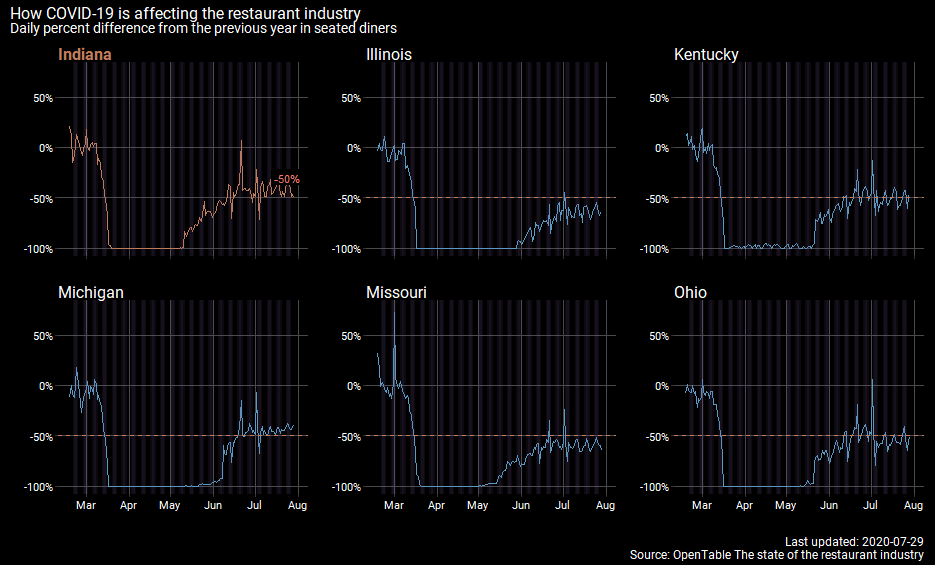 How COVID-19 is affecting the restaurant industry
Daily percent difference from the previous year in seated diners
Indiana
Illinois
Kentucky
50%
50%
50%
0%
0%
0%
-50%
-50%
-50%
-50%
-100%
-100%
-100%
Michigan
Missouri
Ohio
50%
50%
50%
0%
0%
0%
-50%
-50%
-50%
-100%
-100%
-100%
Mar Apr May Jun Jul Aug
Mar Apr May Jun Jul Aug
Mar Apr May Jun Jul Aug
Last updated: 2020-07-29
Source: OpenTable The state of the restaurant industry